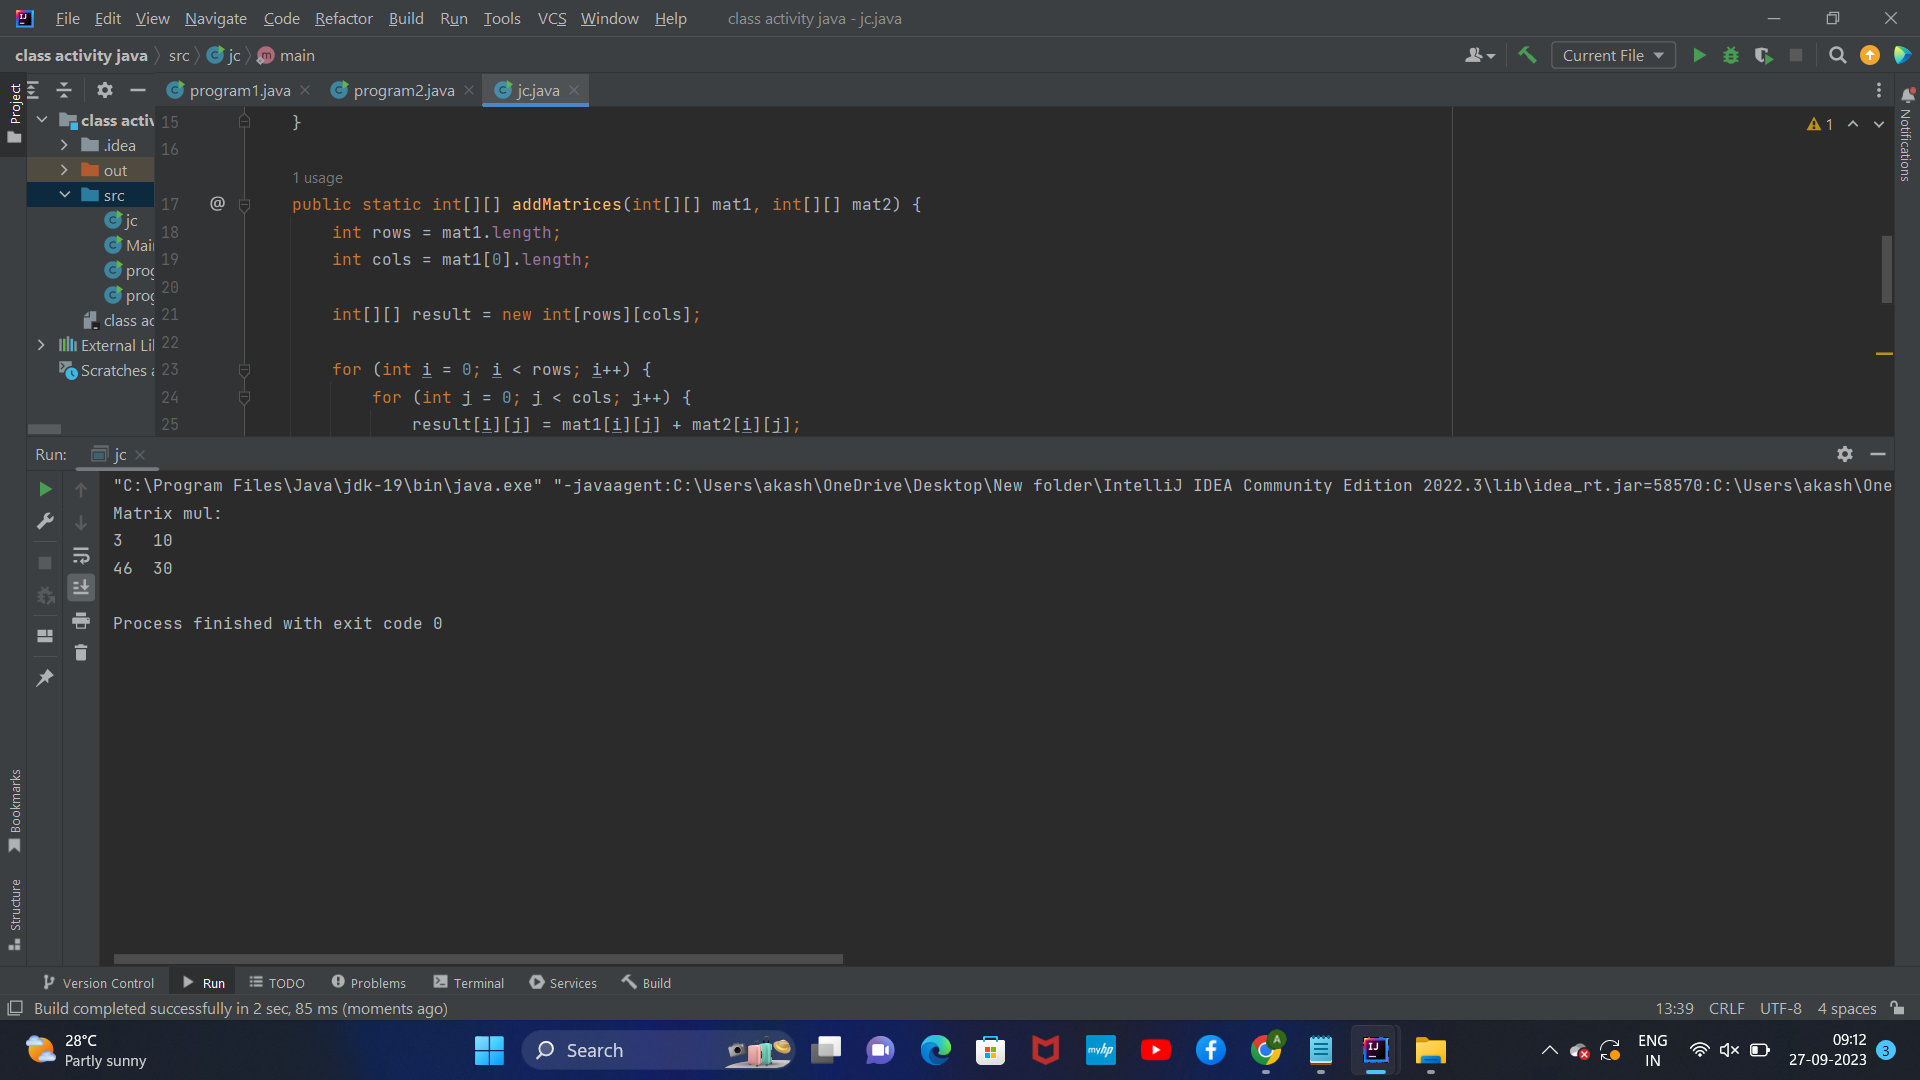 File Edit View Navigate Code Refactor Build Run Tools VCS Window Help class activity java - jc.java
class activity java src jc main
Current File
Project
program1.java program2.java jc.java
class activ
.idea
out
src
jc
Mai
prog
prog
class ac
External Li
Scratches a
15 }
16
1 usage
17 @ public static int[][] addMatrices(int[][] mat1, int[][] mat2) {
18 int rows = mat1.length;
19 int cols = mat1[0].length;
20
21 int[][] result = new int[rows][cols];
22
23 for (int i = 0; i < rows; i++) {
24 for (int j = 0; j < cols; j++) {
25 result[i][j] = mat1[i][j] + mat2[i][j];
1
Notifications
Run: jc
"C:\Program Files\Java\jdk-19\bin\java.exe" "-javaagent:C:\Users\akash\OneDrive\Desktop\New folder\IntelliJ IDEA Community Edition 2022.3\lib\idea_rt.jar=58570:C:\Users\akash\One
Matrix mul:
3 10
46 30
Process finished with exit code 0
Bookmarks
Structure
Version Control Run TODO Problems Terminal Services Build
Build completed successfully in 2 sec, 85 ms (moments ago)
13:39 CRLF UTF-8 4 spaces
28°C
Partly sunny
Search
myhp
A
IJ
ENG
IN
09:12
27-09-2023
3